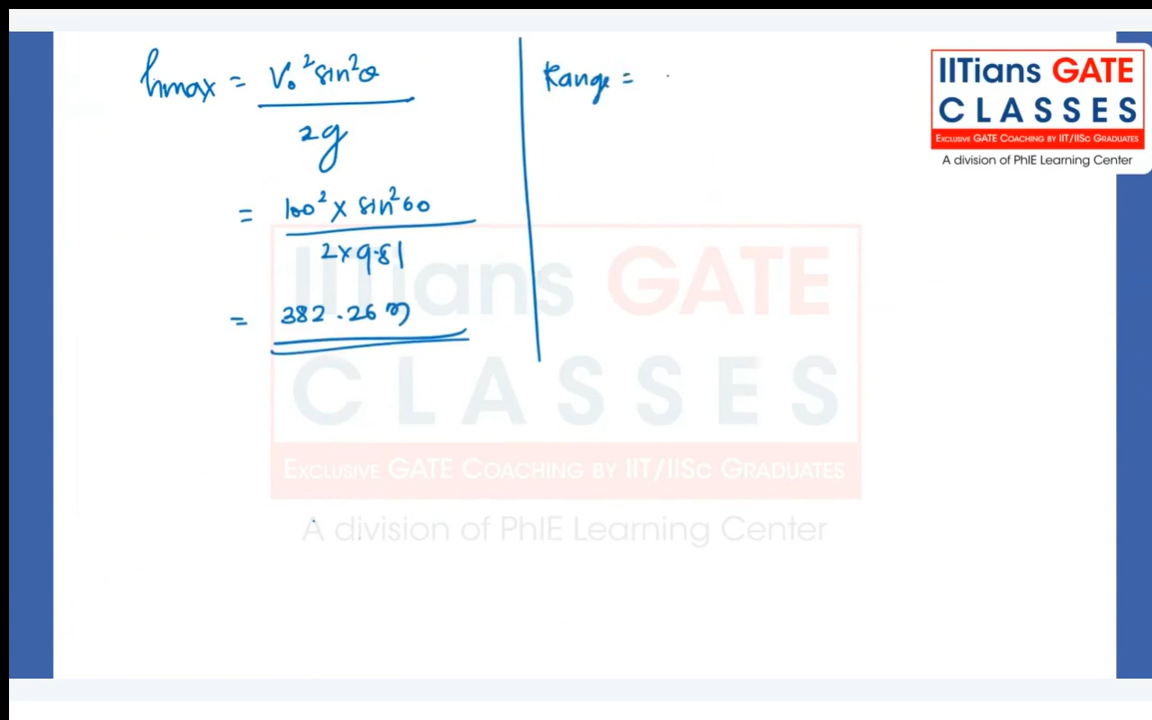 hmax = V₀² sin²θ
2g
= 100² x sin²60
2x9.81
= 382.26 m
Range =
IITians GATE
CLASSES
EXCLUSIVE GATE COACHING BY IIT/IISc GRADUATES
A division of PhIE Learning Center
IITians GATE
CLASSES
EXCLUSIVE GATE COACHING BY IIT/IISc GRADUATES
A division of PhIE Learning Center